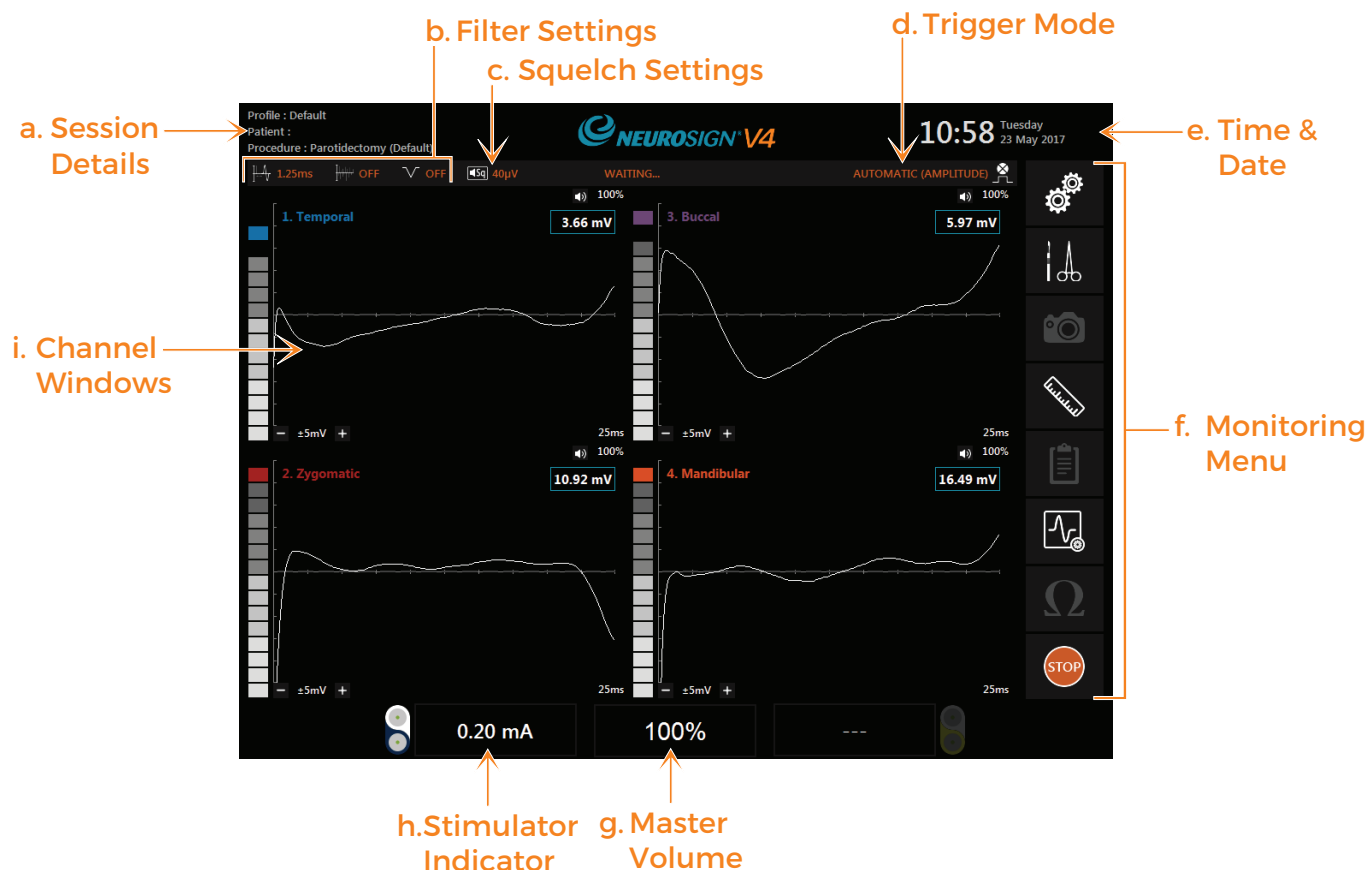 b. Filter Settings
d. Trigger Mode
c. Squelch Settings
a. Session
Details
Profile : Default
Patient :
Procedure : Parotidectomy (Default)
NEUROSIGN V4
10:58
Tuesday
23 May 2017
e. Time &
Date
1.25ms OFF OFF Sq 40µV WAITING... AUTOMATIC (AMPLITUDE)
100%
1. Temporal
3.66 mV
100%
3. Buccal
5.97 mV
i. Channel
Windows
− ±5mV + 25ms
− ±5mV + 25ms
f. Monitoring
Menu
100%
2. Zygomatic
10.92 mV
100%
4. Mandibular
16.49 mV
Ω
STOP
− ±5mV + 25ms
− ±5mV + 25ms
0.20 mA 100% ---
h.Stimulator
Indicator
g. Master
Volume